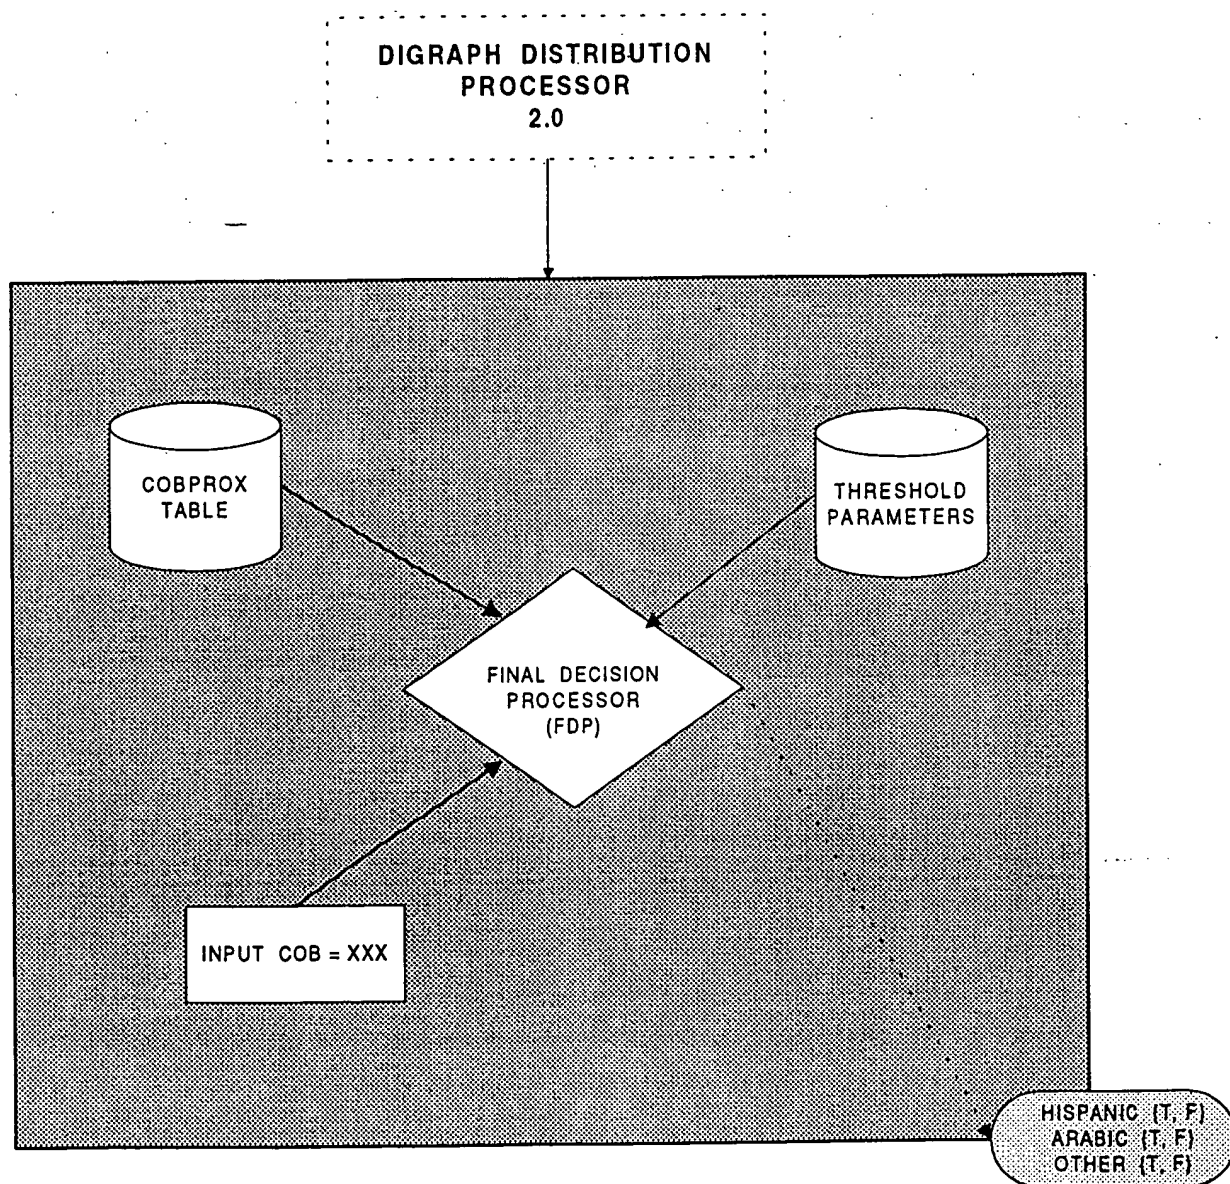 DIGRAPH DISTRIBUTION
PROCESSOR
2.0
COBPROX
TABLE
THRESHOLD
PARAMETERS
FINAL DECISION
PROCESSOR
(FDP)
INPUT COB = XXX
HISPANIC (T, F)
ARABIC (T, F)
OTHER (T, F)